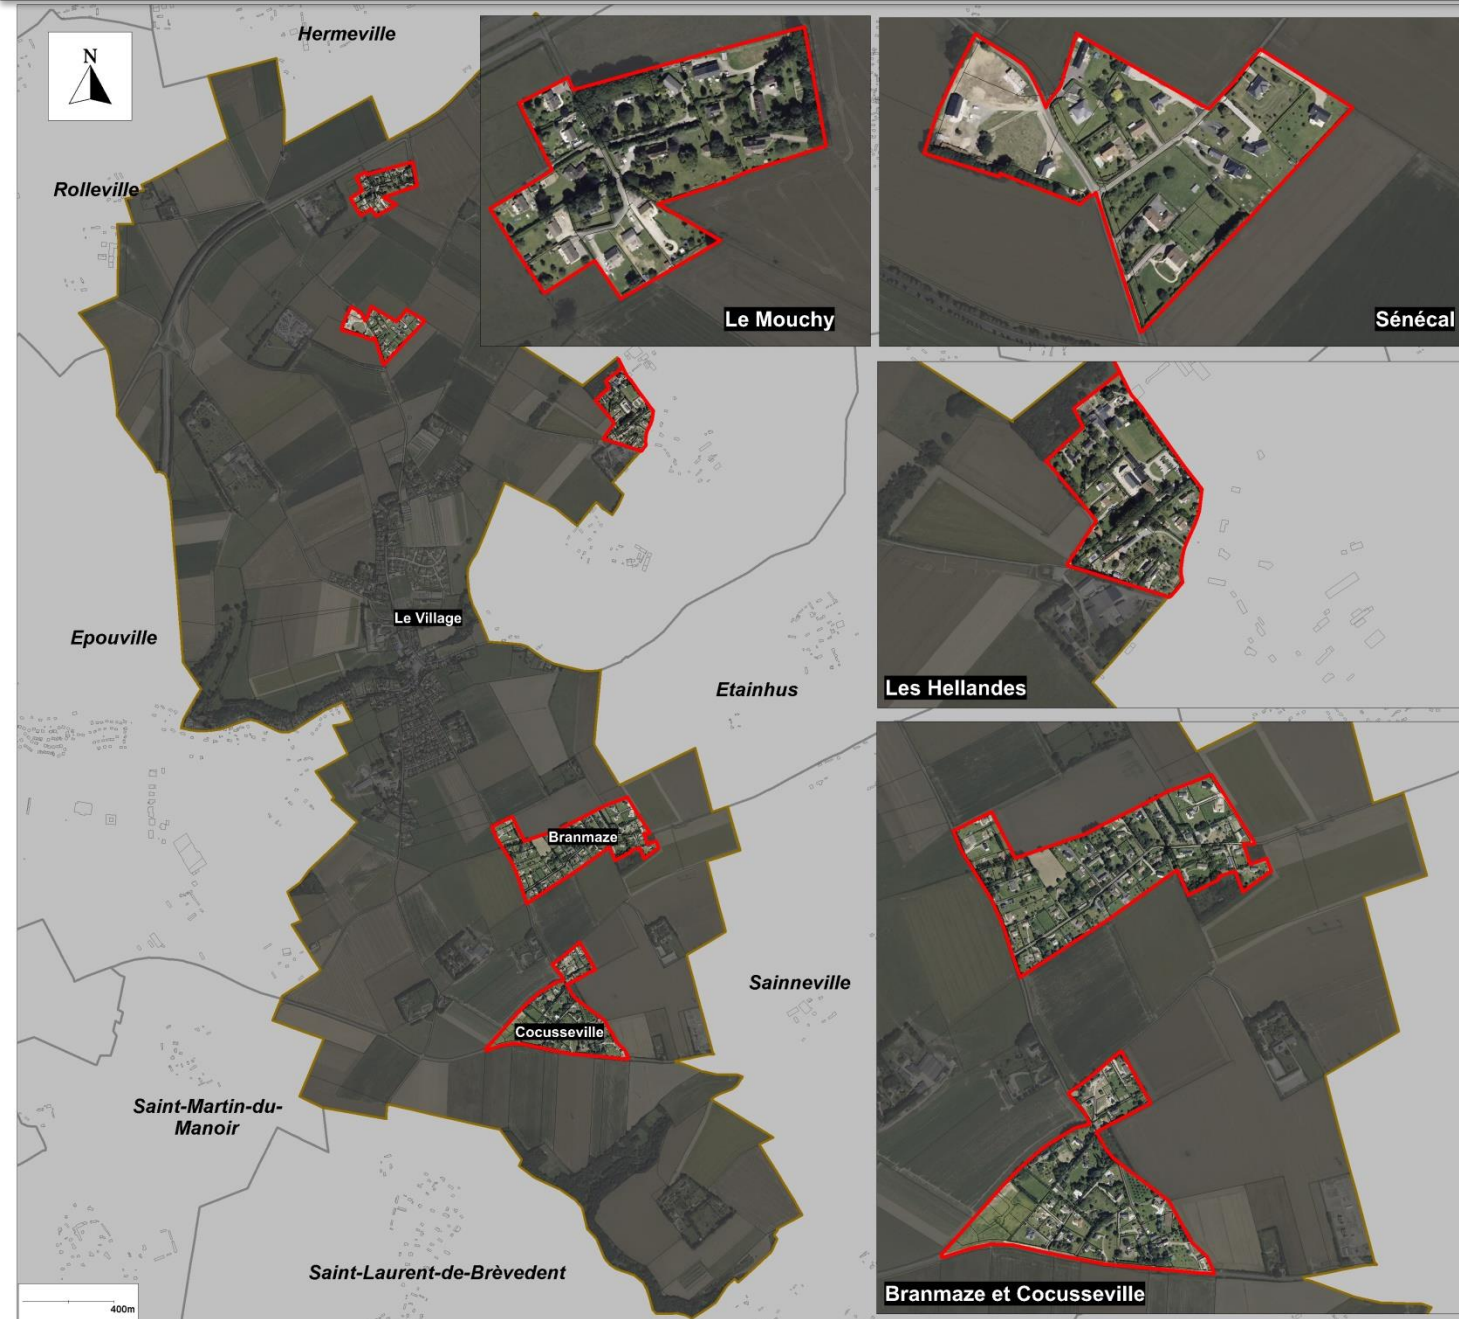 Hermeville
N
Rolleville
Le Mouchy
Sénécal
Le Village
Epouville
Etainhus
Les Hellandes
Branmaze
Sainneville
Cocusseville
Saint-Martin-du-
Manoir
Saint-Laurent-de-Brèvedent
Branmaze et Cocusseville
400m